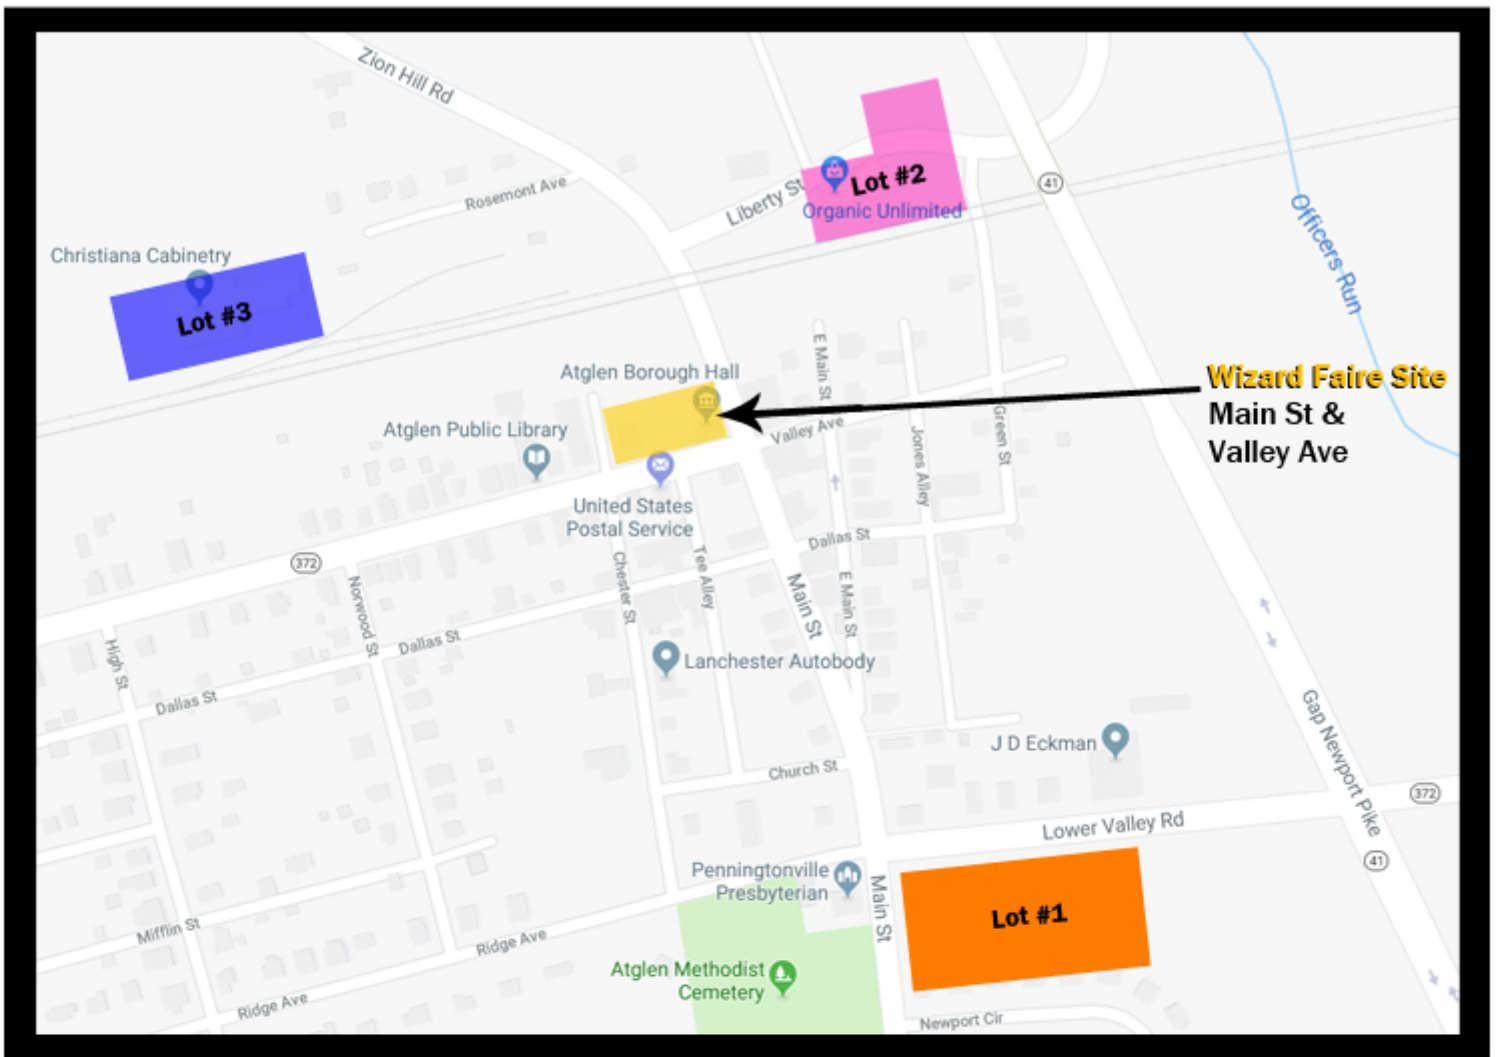 Zion Hill Rd
Rosemont Ave
Liberty St
Lot #2
Organic Unlimited
41
Officers Run
Christiana Cabinetry
Lot #3
Atglen Borough Hall
E Main St
Wizard Faire Site
Main St &
Valley Ave
Valley Ave
Atglen Public Library
Jones Alley
Green St
United States
Postal Service
372
Dallas St
Chester St
Tee Alley
Main St
E Main St
Norwood St
High St
Dallas St
Dallas St
Lanchester Autobody
Gap Newport Pike
J D Eckman
Church St
372
Lower Valley Rd
41
Penningtonville
Presbyterian
Main St
Lot #1
Mifflin St
Ridge Ave
Atglen Methodist
Cemetery
Ridge Ave
Newport Cir